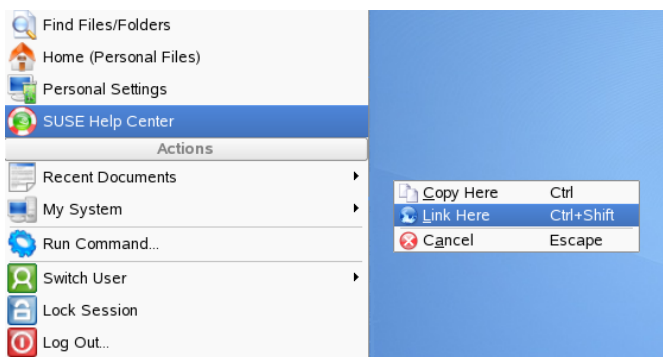 Find Files/Folders
Home (Personal Files)
Personal Settings
SUSE Help Center
Actions
Recent Documents
My System
Run Command...
Switch User
Lock Session
Log Out...
Copy Here Ctrl
Link Here Ctrl+Shift
Cancel Escape